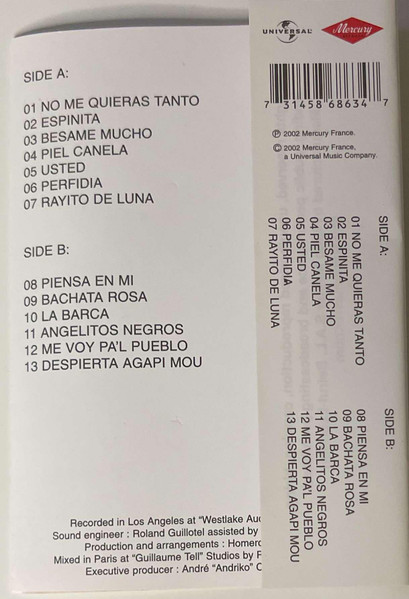 SIDE A:
01 NO ME QUIERAS TANTO
02 ESPINITA
03 BESAME MUCHO
04 PIEL CANELA
05 USTED
06 PERFIDIA
07 RAYITO DE LUNA
SIDE B:
08 PIENSA EN MI
09 BACHATA ROSA
10 LA BARCA
11 ANGELITOS NEGROS
12 ME VOY PA'L PUEBLO
13 DESPIERTA AGAPI MOU
Recorded in Los Angeles at "Westlake
Sound engineer : Roland Guillotel assisted by
Production and arrangements :
Mixed in Paris at "Guillaume Tell" Studios by
Executive producer : André "Andriko"
UNIVERSAL
Mercury
7 31458 68634 7
℗ 2002 Mercury France.
© 2002 Mercury France,
a Universal Music Company.
SIDE A:
01 NO ME QUIERAS TANTO
02 ESPINITA
03 BESAME MUCHO
04 PIEL CANELA
05 USTED
06 PERFIDIA
07 RAYITO DE LUNA
SIDE B:
08 PIENSA EN MI
09 BACHATA ROSA
10 LA BARCA
11 ANGELITOS NEGROS
12 ME VOY PA'L PUEBLO
13 DESPIERTA AGAPI MOU